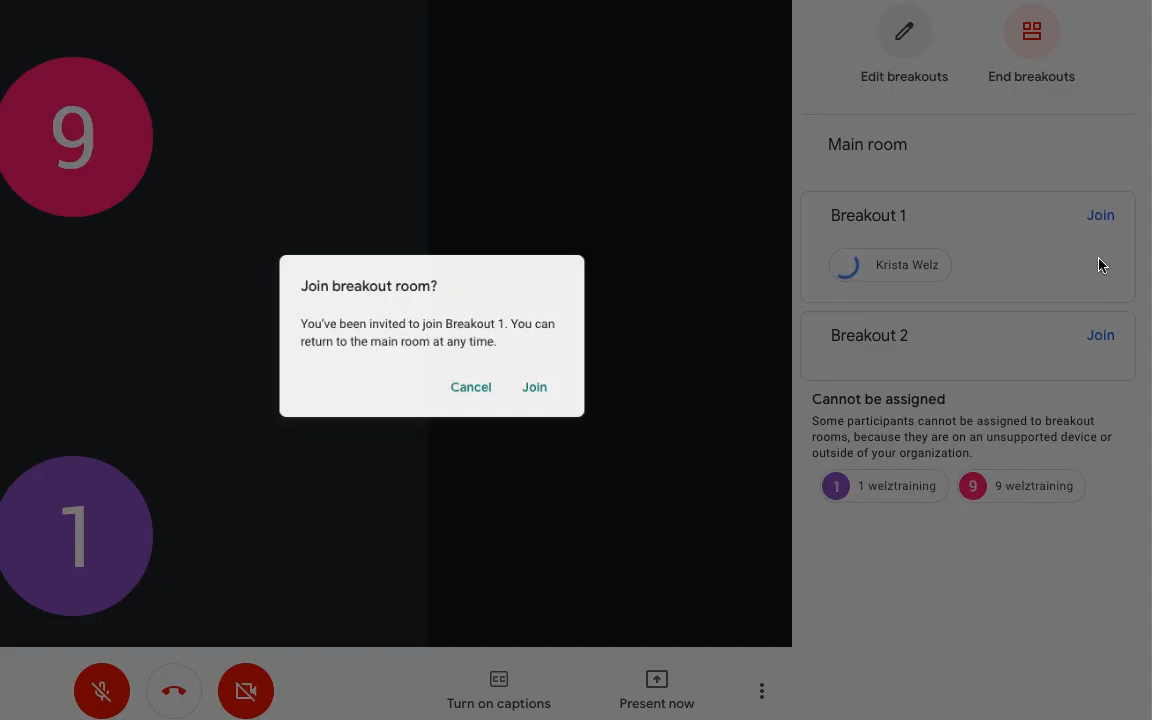 9
1
Edit breakouts
End breakouts
Main room
Breakout 1
Join
Krista Welz
Breakout 2
Join
Cannot be assigned
Some participants cannot be assigned to breakout
rooms, because they are on an unsupported device or
outside of your organization.
1 1 welztraining
9 9 welztraining
Join breakout room?
You've been invited to join Breakout 1. You can
return to the main room at any time.
Cancel
Join
CC
Turn on captions
Present now